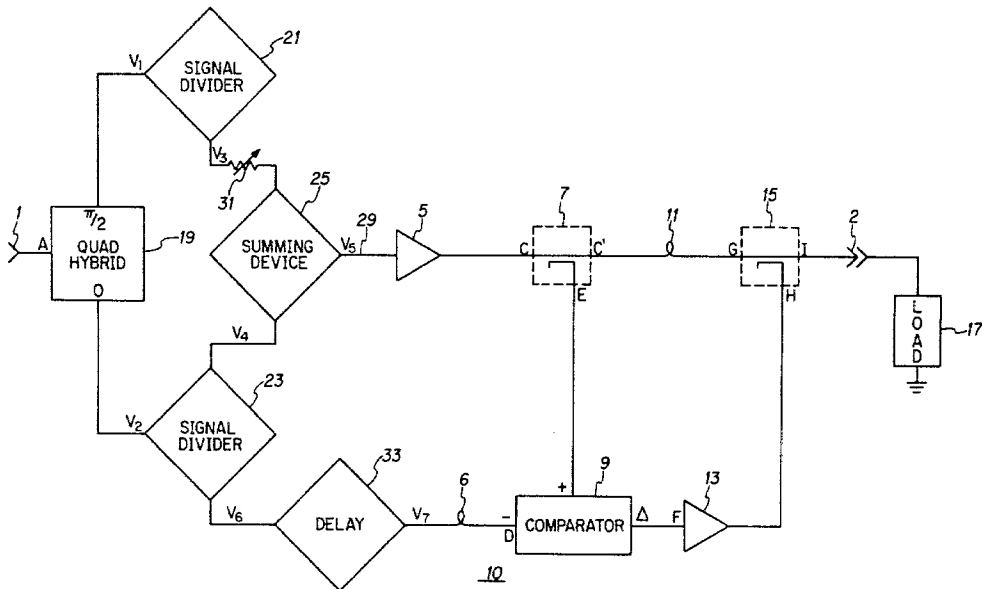 21
V₁
SIGNAL
DIVIDER
V₃
31
25
1
A
π/2
QUAD
HYBRID
O
19
SUMMING
DEVICE
V₅
29
5
7
C
C'
E
11
15
G
I
H
2
LOAD
17
V₄
23
V₂
SIGNAL
DIVIDER
V₆
33
DELAY
V₇
6
-
D
+
9
COMPARATOR
Δ
F
13
10